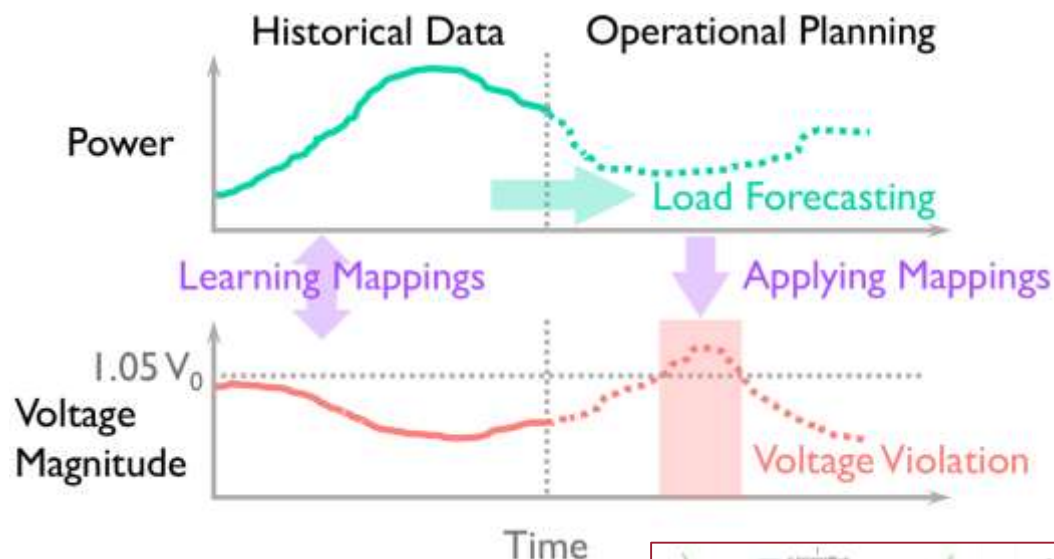 Historical Data
Operational Planning
Power
Load Forecasting
Learning Mappings
Applying Mappings
1.05 V0
Voltage
Magnitude
Voltage Violation
Time